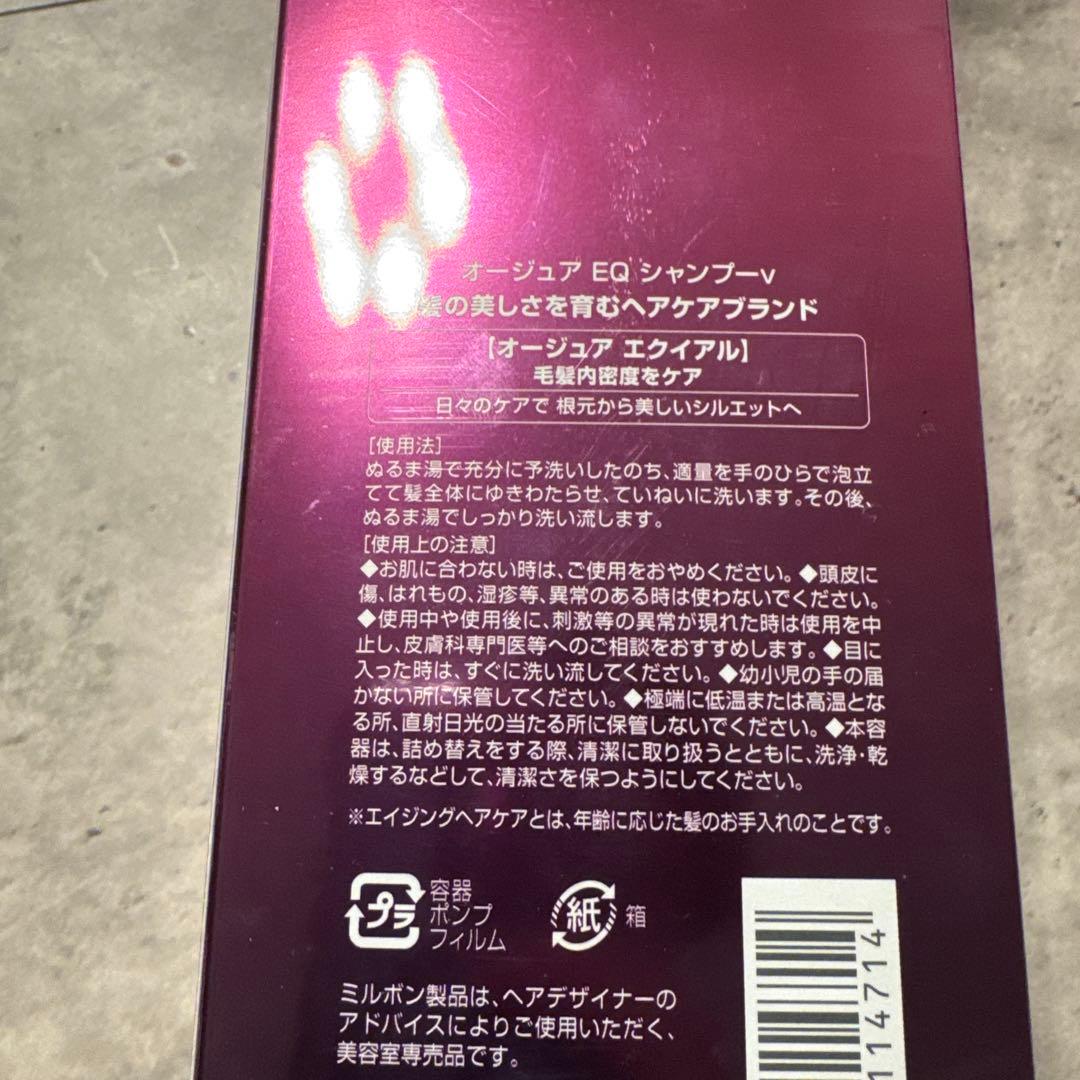 オージュア EQ シャンプーv
髪の美しさを育むヘアケアブランド
【オージュア エクイアル】
毛髪内密度をケア
日々のケアで 根元から美しいシルエットへ
[使用法]
ぬるま湯で充分に予洗いしたのち、適量を手のひらで泡立
てて髪全体にゆきわたらせ、ていねいに洗います。その後、
ぬるま湯でしっかり洗い流します。
[使用上の注意]
◆お肌に合わない時は、ご使用をおやめください。◆頭皮に
傷、はれもの、湿疹等、異常のある時は使わないでください。
◆使用中や使用後に、刺激等の異常が現れた時は使用を中
止し、皮膚科専門医等へのご相談をおすすめします。◆目に
入った時は、すぐに洗い流してください。◆幼小児の手の届
かない所に保管してください。◆極端に低温または高温とな
る所、直射日光の当たる所に保管しないでください。◆本容
器は、詰め替えをする際、清潔に取り扱うとともに、洗浄・乾
燥するなどして、清潔さを保つようにしてください。
※エイジングヘアケアとは、年齢に応じた髪のお手入れのことです。
プラ
容器
ポンプ
フィルム
紙
箱
ミルボン製品は、ヘアデザイナーの
アドバイスによりご使用いただく、
美容室専売品です。
114714